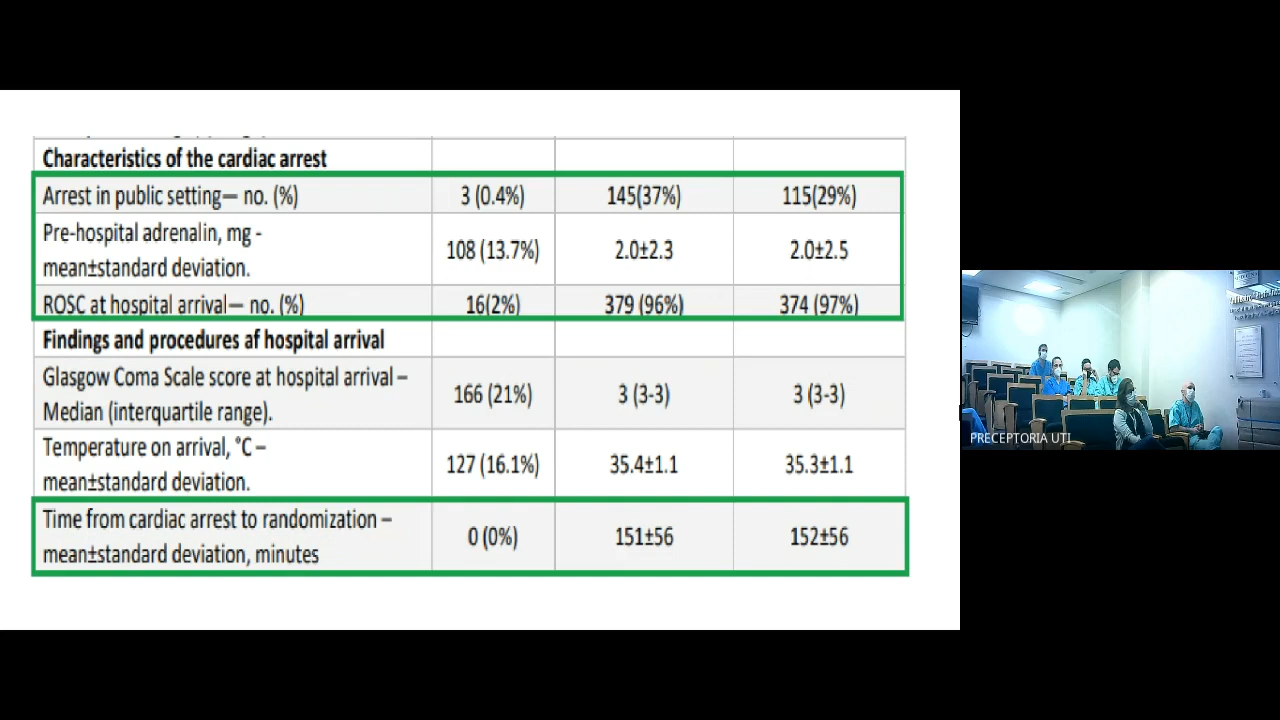 Characteristics of the cardiac arrest
Arrest in public setting— no. (%) 3 (0.4%) 145(37%) 115(29%)
Pre-hospital adrenalin, mg -
mean±standard deviation. 108 (13.7%) 2.0±2.3 2.0±2.5
ROSC at hospital arrival— no. (%) 16(2%) 379 (96%) 374 (97%)
Findings and procedures af hospital arrival
Glasgow Coma Scale score at hospital arrival –
Median (interquartile range). 166 (21%) 3 (3-3) 3 (3-3)
Temperature on arrival, °C –
mean±standard deviation. 127 (16.1%) 35.4±1.1 35.3±1.1
Time from cardiac arrest to randomization –
mean±standard deviation, minutes 0 (0%) 151±56 152±56
PRECEPTORIA UTI